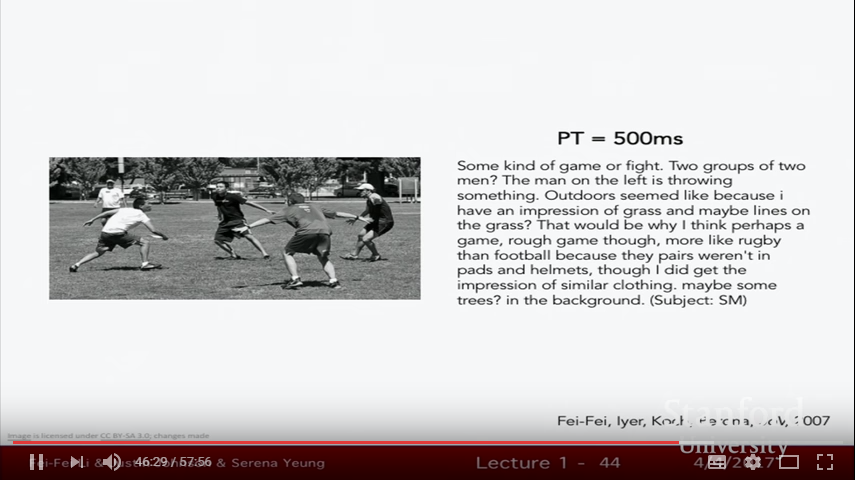 PT = 500ms
Some kind of game or fight. Two groups of two
men? The man on the left is throwing
something. Outdoors seemed like because i
have an impression of grass and maybe lines on
the grass? That would be why I think perhaps a
game, rough game though, more like rugby
than football because they pairs weren't in
pads and helmets, though I did get the
impression of similar clothing. maybe some
trees? in the background. (Subject: SM)
Fei-Fei, Iyer, Koch, Perona, JoV, 2007
Stanford
University
Image is licensed under CC BY-SA 3.0; changes made
46:29 / 57:56
Fei-Fei Li & Justin Johnson & Serena Yeung
Lecture 1 - 44
4/4/2017